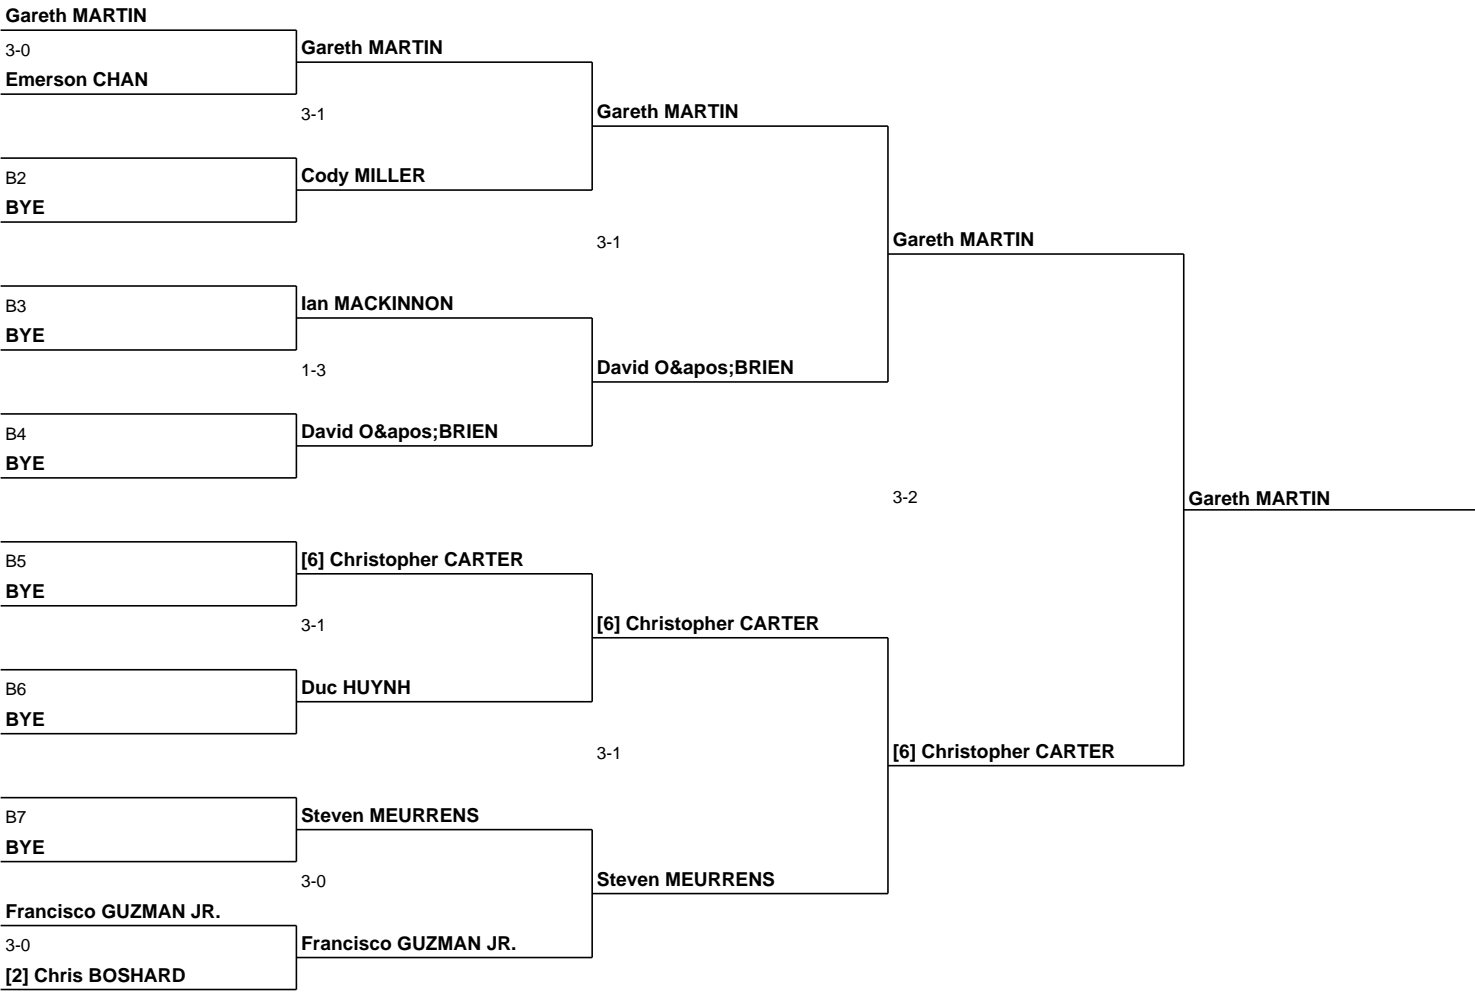 Gareth MARTIN
3-0
Emerson CHAN
B2
BYE
B3
BYE
B4
BYE
B5
BYE
B6
BYE
B7
BYE
Francisco GUZMAN JR.
3-0
[2] Chris BOSHARD
Gareth MARTIN
3-1
Cody MILLER
Ian MACKINNON
1-3
David O&apos;BRIEN
[6] Christopher CARTER
3-1
Duc HUYNH
Steven MEURRENS
3-0
Francisco GUZMAN JR.
Gareth MARTIN
3-1
David O&apos;BRIEN
[6] Christopher CARTER
3-1
Steven MEURRENS
Gareth MARTIN
3-2
[6] Christopher CARTER
Gareth MARTIN